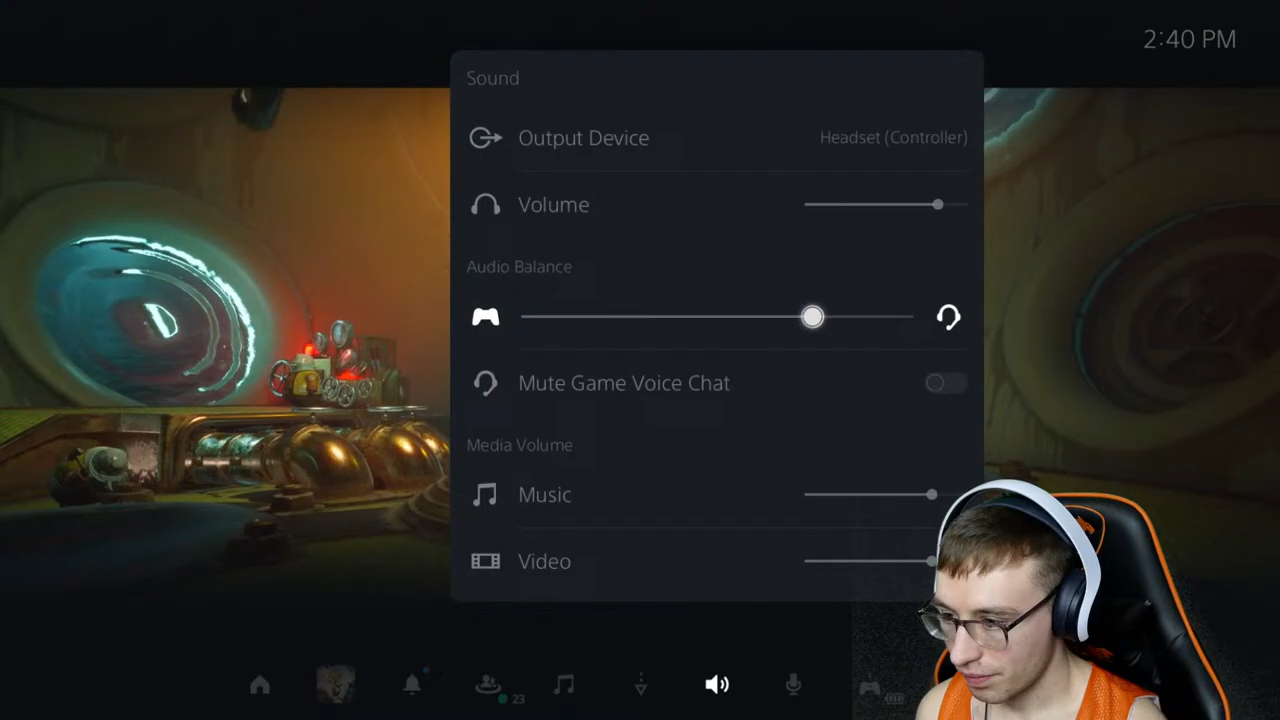 2:40 PM
Sound
Output Device Headset (Controller)
Volume
Audio Balance
Mute Game Voice Chat
Media Volume
Music
Video
23